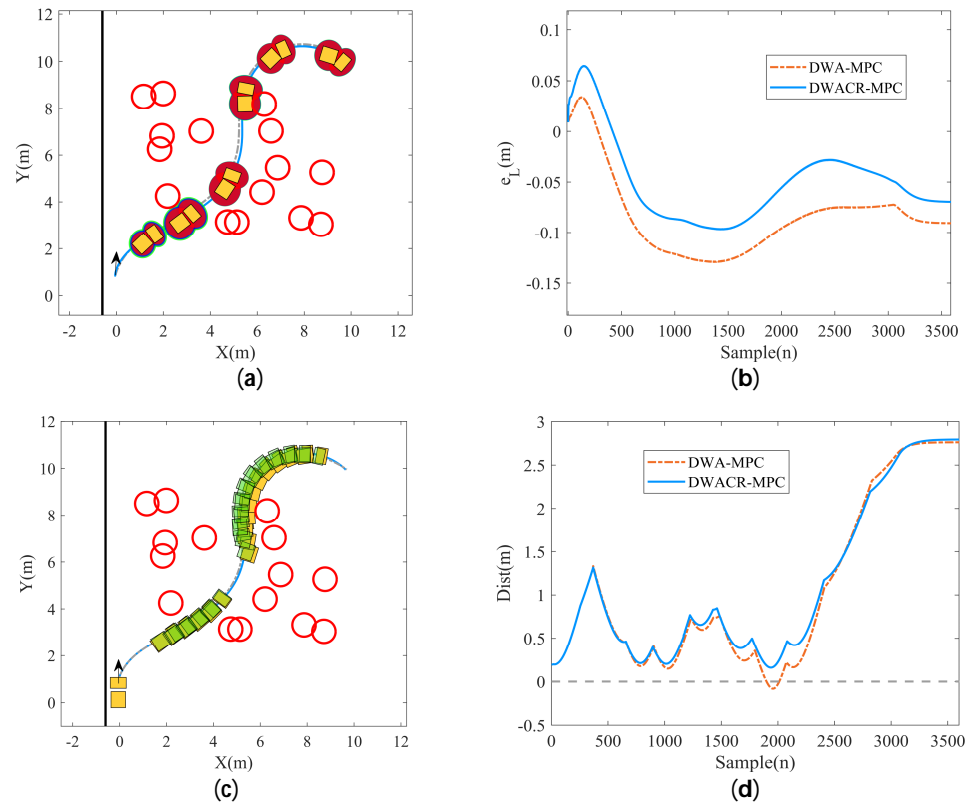 12
10
8
6
4
2
0
Y(m)
-2 0 2 4 6 8 10 12
X(m)
(a)
0.1
0.05
0
-0.05
-0.1
-0.15
e_L(m)
DWA-MPC
DWACR-MPC
0 500 1000 1500 2000 2500 3000 3500
Sample(n)
(b)
12
10
8
6
4
2
0
Y(m)
-2 0 2 4 6 8 10 12
X(m)
(c)
3
2.5
2
1.5
1
0.5
0
-0.5
Dist(m)
DWA-MPC
DWACR-MPC
0 500 1000 1500 2000 2500 3000 3600
Sample(n)
(d)